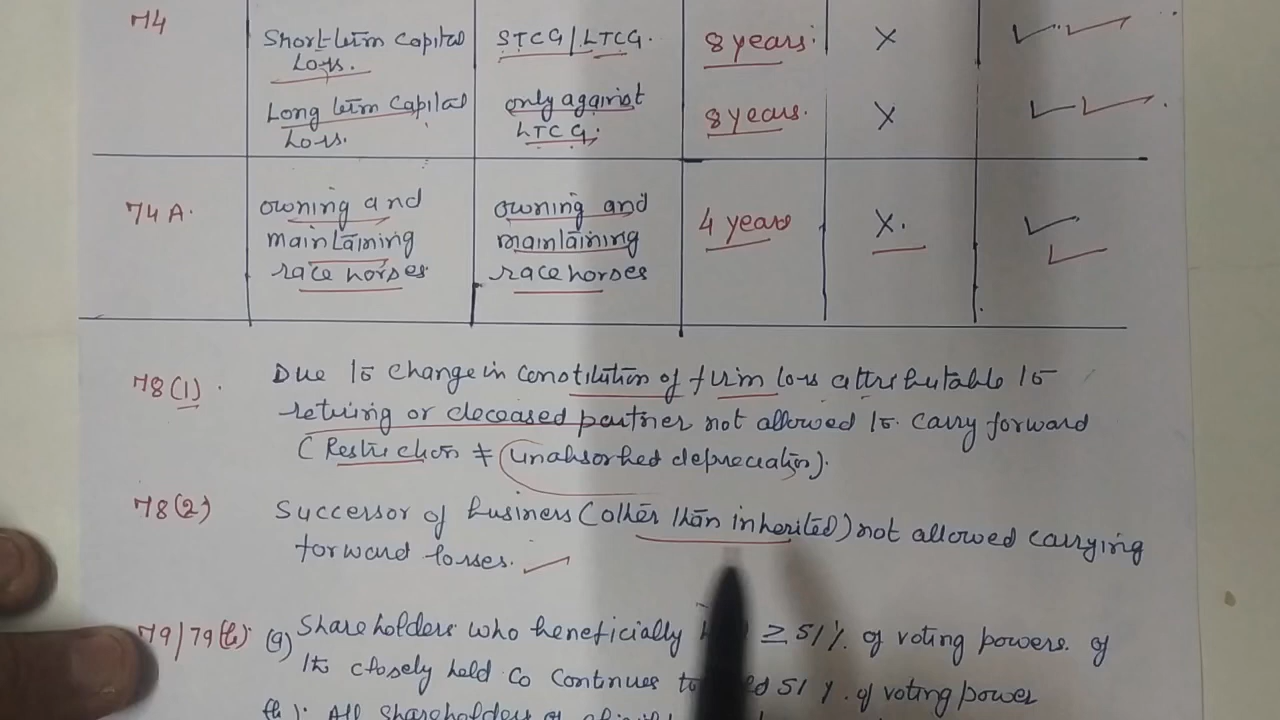 74
Short-term capital
Loss.
STCG/LTCG.
8 years.
X
Long term capital
Loss.
only against
LTCG.
8 years.
X
74 A.
owning and
maintaining
race horses
owning and
maintaining
race horses
4 years
X.
78(1).
Due to change in constitution of firm loss attributable to
retiring or deceased partner not allowed to carry forward
(Restriction ≠ unabsorbed depreciation).
78(2)
Successor of business (other than inherited) not allowed carrying
forward losses.
79/79(b) (a) Shareholders who beneficially ≥ 51% of voting powers of
the closely held Co continues to 51% of voting power
(b). All shareholders